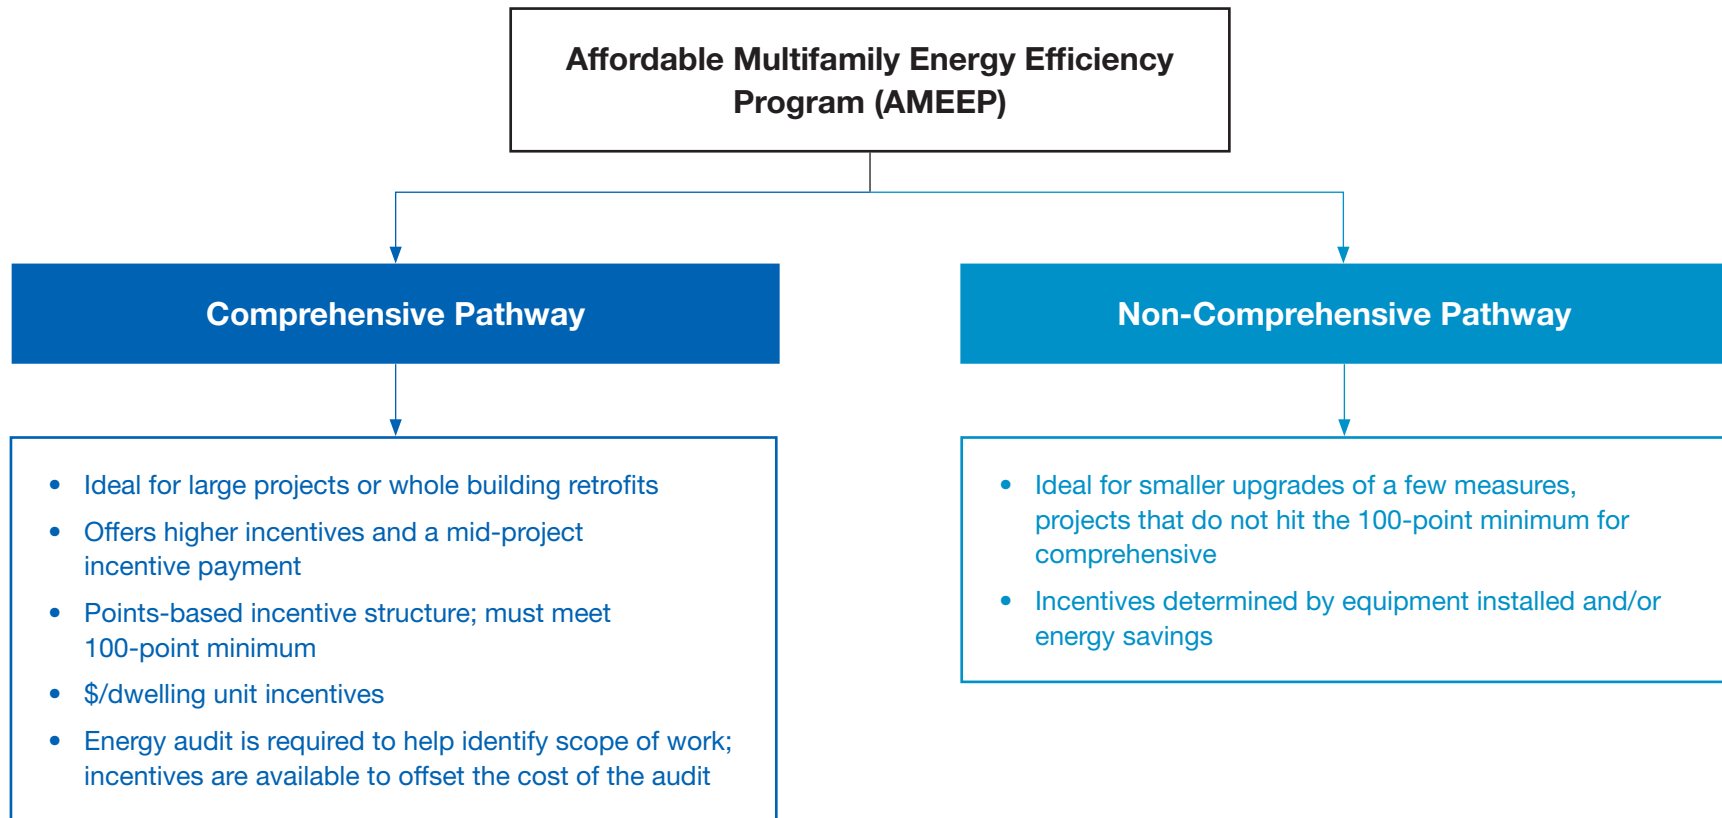 Affordable Multifamily Energy Efficiency
Program (AMEEP)
Comprehensive Pathway
• Ideal for large projects or whole building retrofits
• Offers higher incentives and a mid-project
incentive payment
• Points-based incentive structure; must meet
100-point minimum
• $/dwelling unit incentives
• Energy audit is required to help identify scope of work;
incentives are available to offset the cost of the audit
Non-Comprehensive Pathway
• Ideal for smaller upgrades of a few measures,
projects that do not hit the 100-point minimum for
comprehensive
• Incentives determined by equipment installed and/or
energy savings